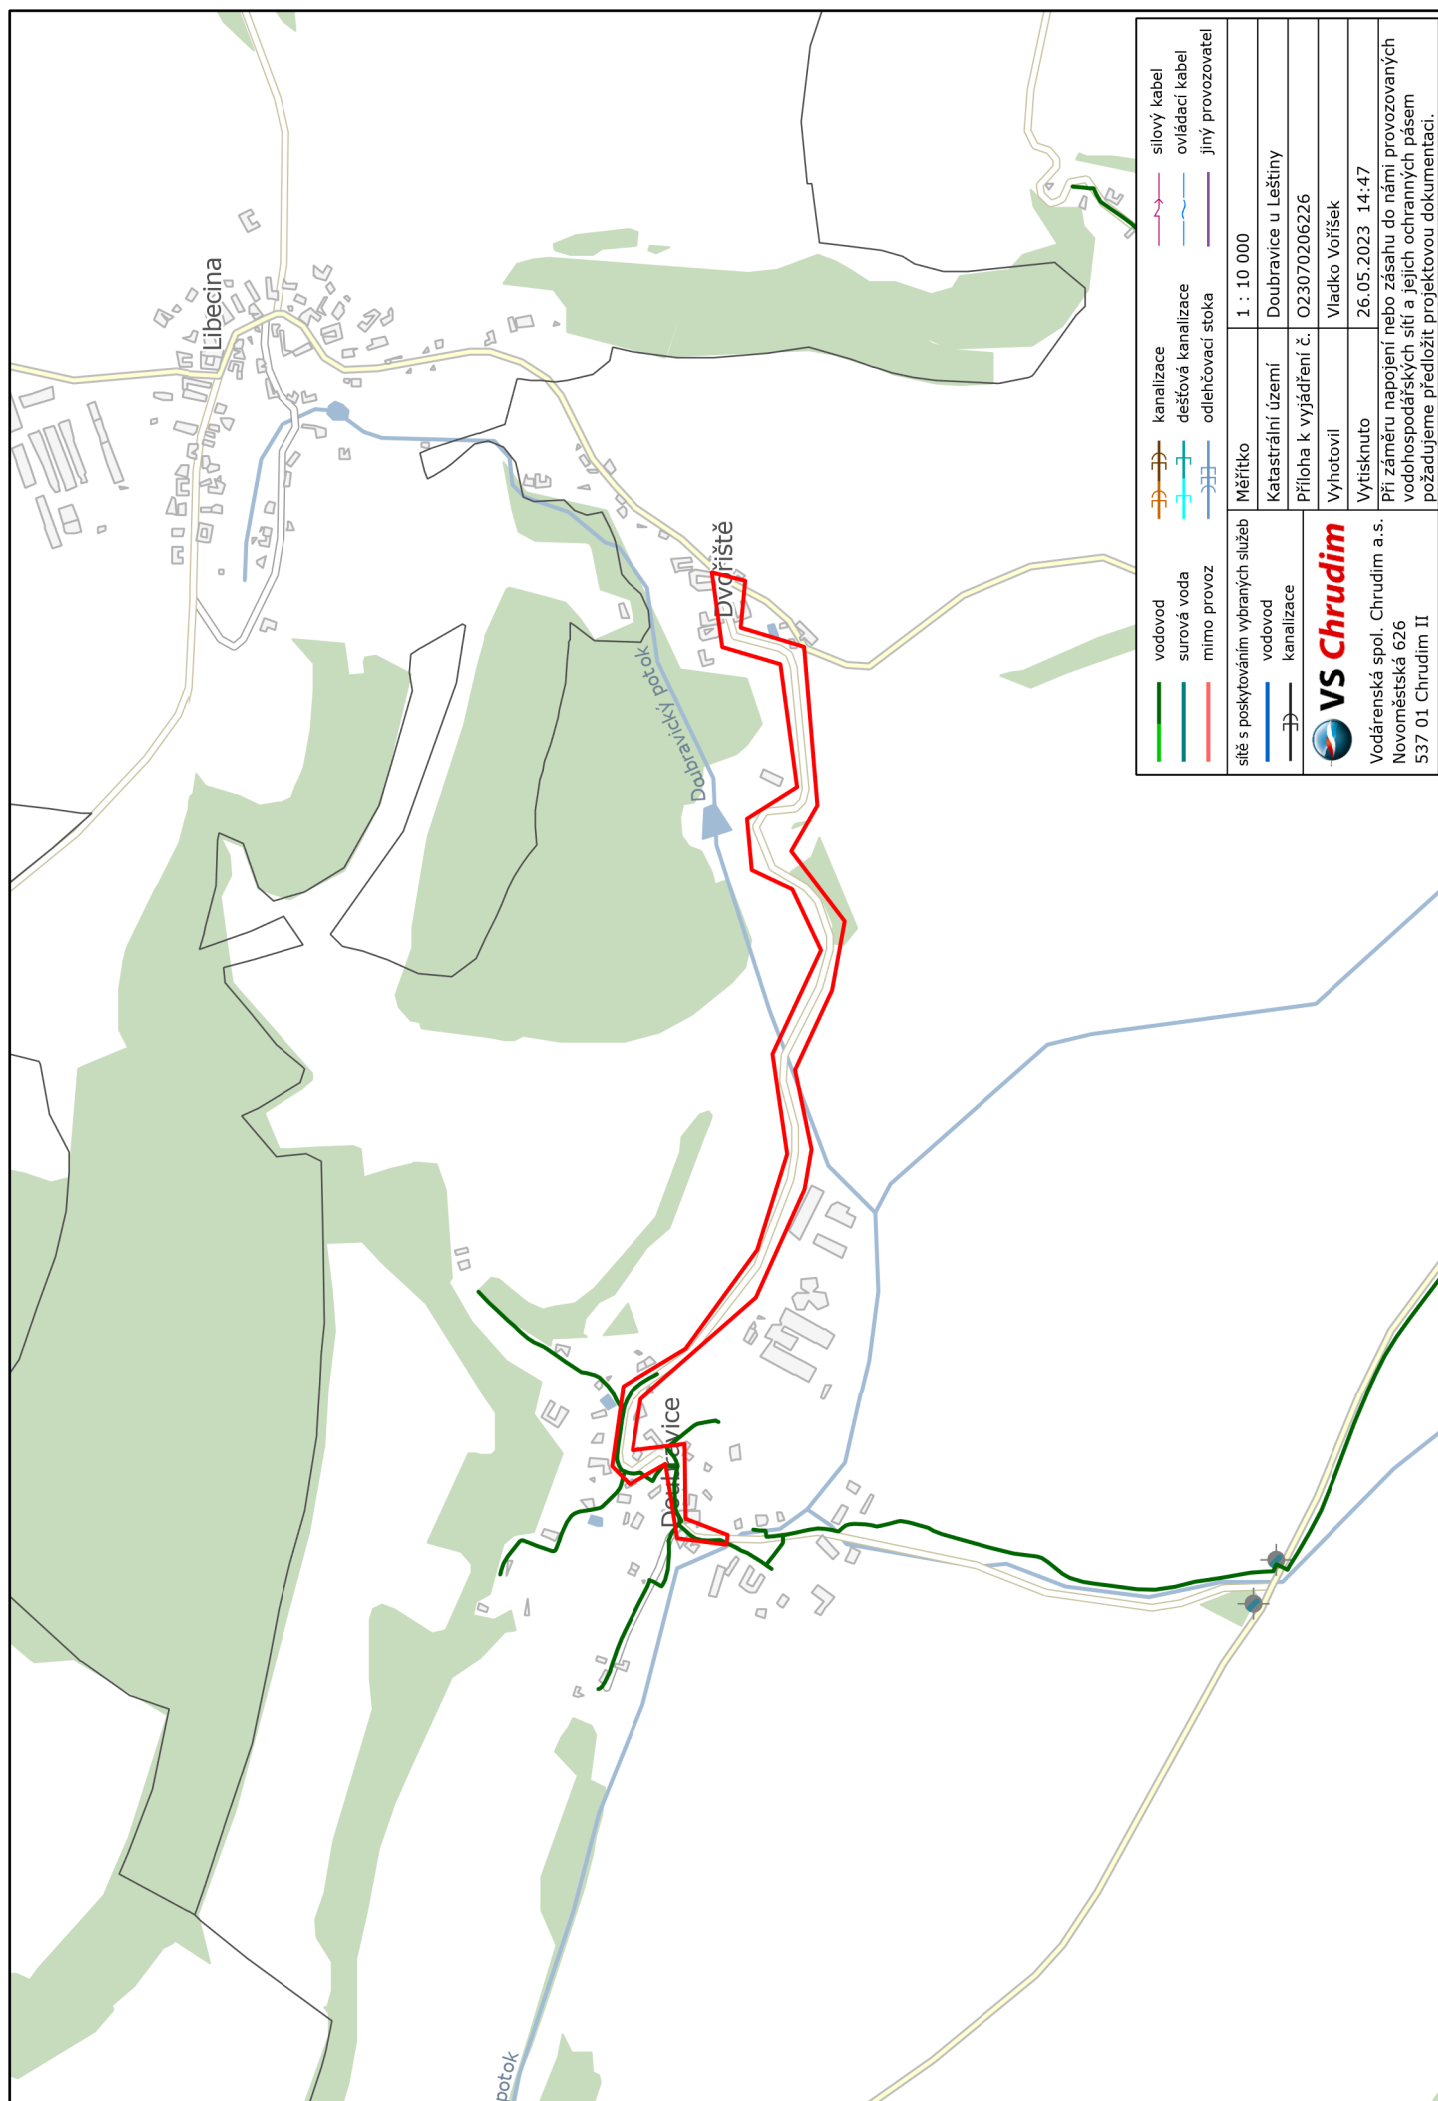 Libecina
Dvořiště
Doubravický potok
Doubravice
potok
vodovod
surová voda
mimo provoz
kanalizace
dešťová kanalizace
odlehčovací stoka
silový kabel
ovládací kabel
jiný provozovatel
sítě s poskytováním vybraných služeb
vodovod
kanalizace
VS Chrudim
Vodárenská spol. Chrudim a.s.
Novoměstská 626
537 01 Chrudim II
Měřítko 1 : 10 000
Katastrální území Doubravice u Leštiny
Příloha k vyjádření č. O23070206226
Vyhotovil Vladko Voříšek
Vytisknuto 26.05.2023 14:47
Při záměru napojení nebo zásahu do námi provozovaných
vodohospodářských sítí a jejich ochranných pásem
požadujeme předložit projektovou dokumentaci.